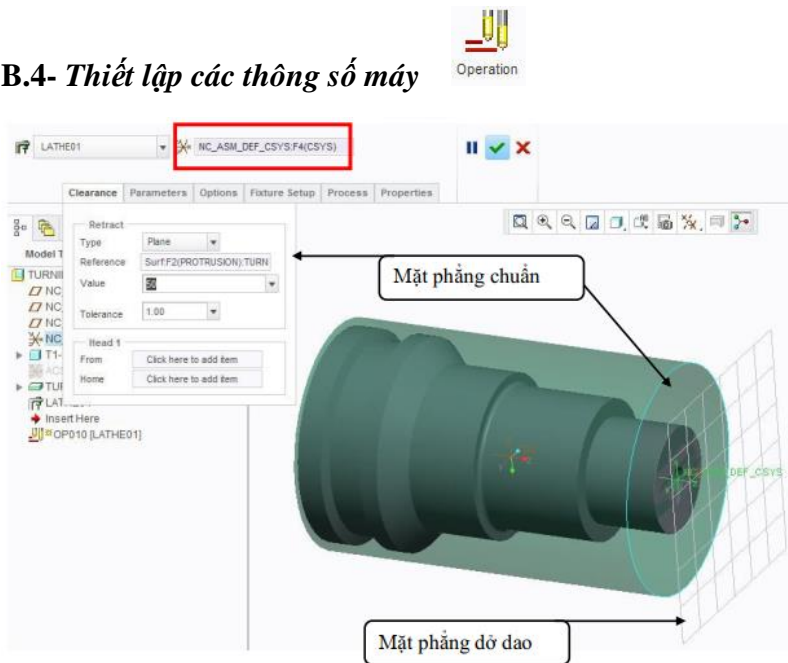 B.4- Thiết lập các thông số máy
Operation
LATHE01
NC_ASM_DEF_CSYS:F4(CSYS)
Clearance Parameters Options Fixture Setup Process Properties
Retract
Type Plane
Reference Surf:F2(PROTRUSION):TURN
Value 50
Tolerance 1.00
Head 1
From Click here to add item
Home Click here to add item
Model T
TURNI
NC
NC
NC
NC
T1-
AC
TUR
LAT
Insert Here
OP010 [LATHE01]
Mặt phẳng chuẩn
DEF_CSYS
Mặt phẳng dở dao